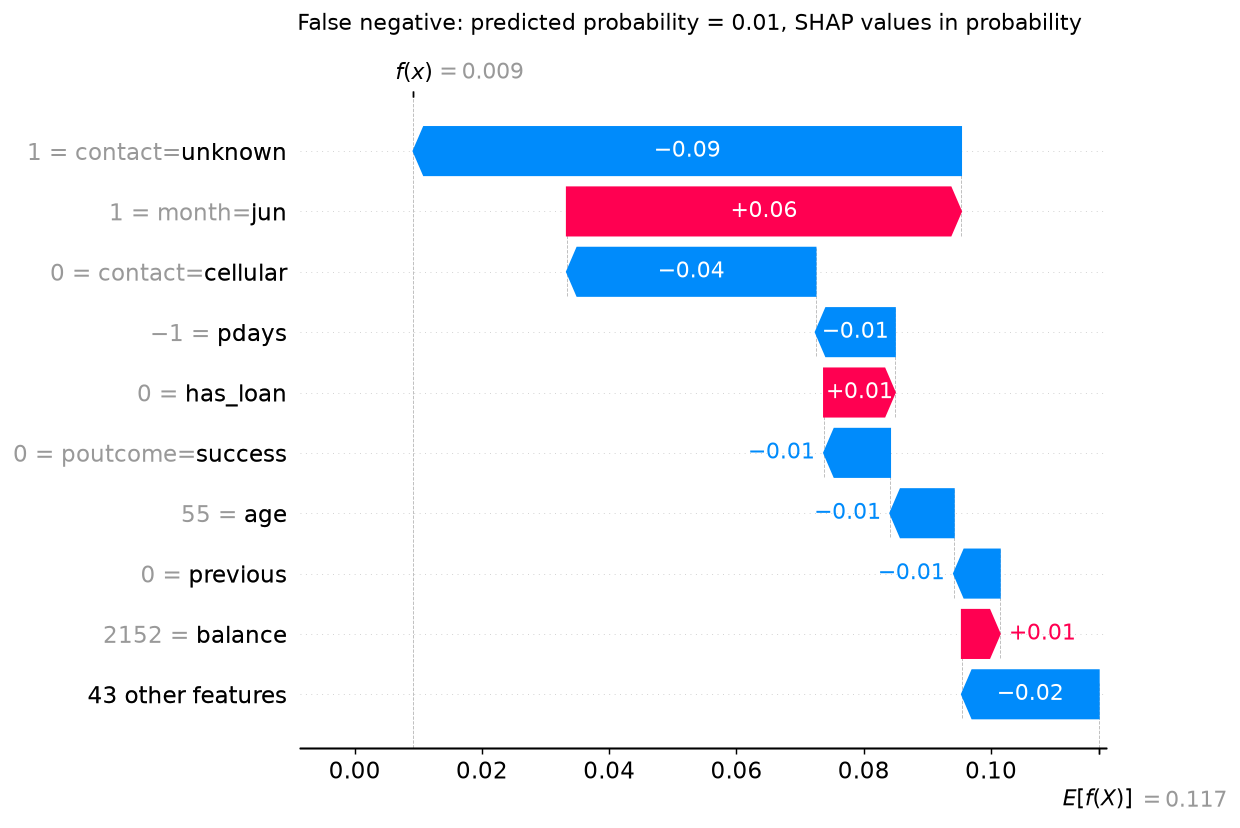 False negative: predicted probability = 0.01, SHAP values in probability
f(x) = 0.009
1 = contact=unknown −0.09
1 = month=jun +0.06
0 = contact=cellular −0.04
−1 = pdays −0.01
0 = has_loan +0.01
0 = poutcome=success −0.01
55 = age −0.01
0 = previous −0.01
2152 = balance +0.01
43 other features −0.02
0.00 0.02 0.04 0.06 0.08 0.10
E[f(X)] = 0.117